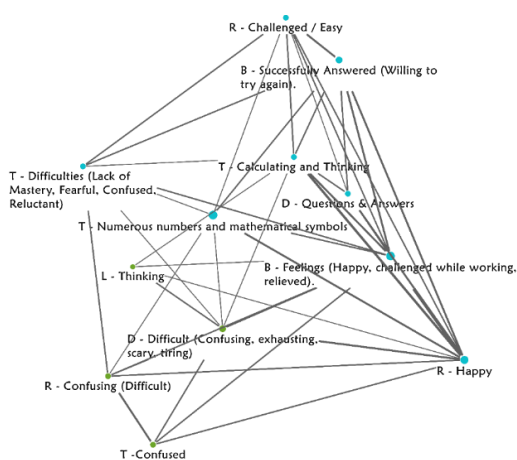 R - Challenged / Easy
B - Successfully Answered (Willing to
try again).
T - Difficulties (Lack of
Mastery, Fearful, Confused,
Reluctant)
T - Calculating and Thinking
D - Questions & Answers
T - Numerous numbers and mathematical symbols
L - Thinking
B - Feelings (Happy, challenged while working,
relieved).
D - Difficult (Confusing, exhausting,
scary, tiring)
R - Confusing (Difficult)
R - Happy
T -Confused